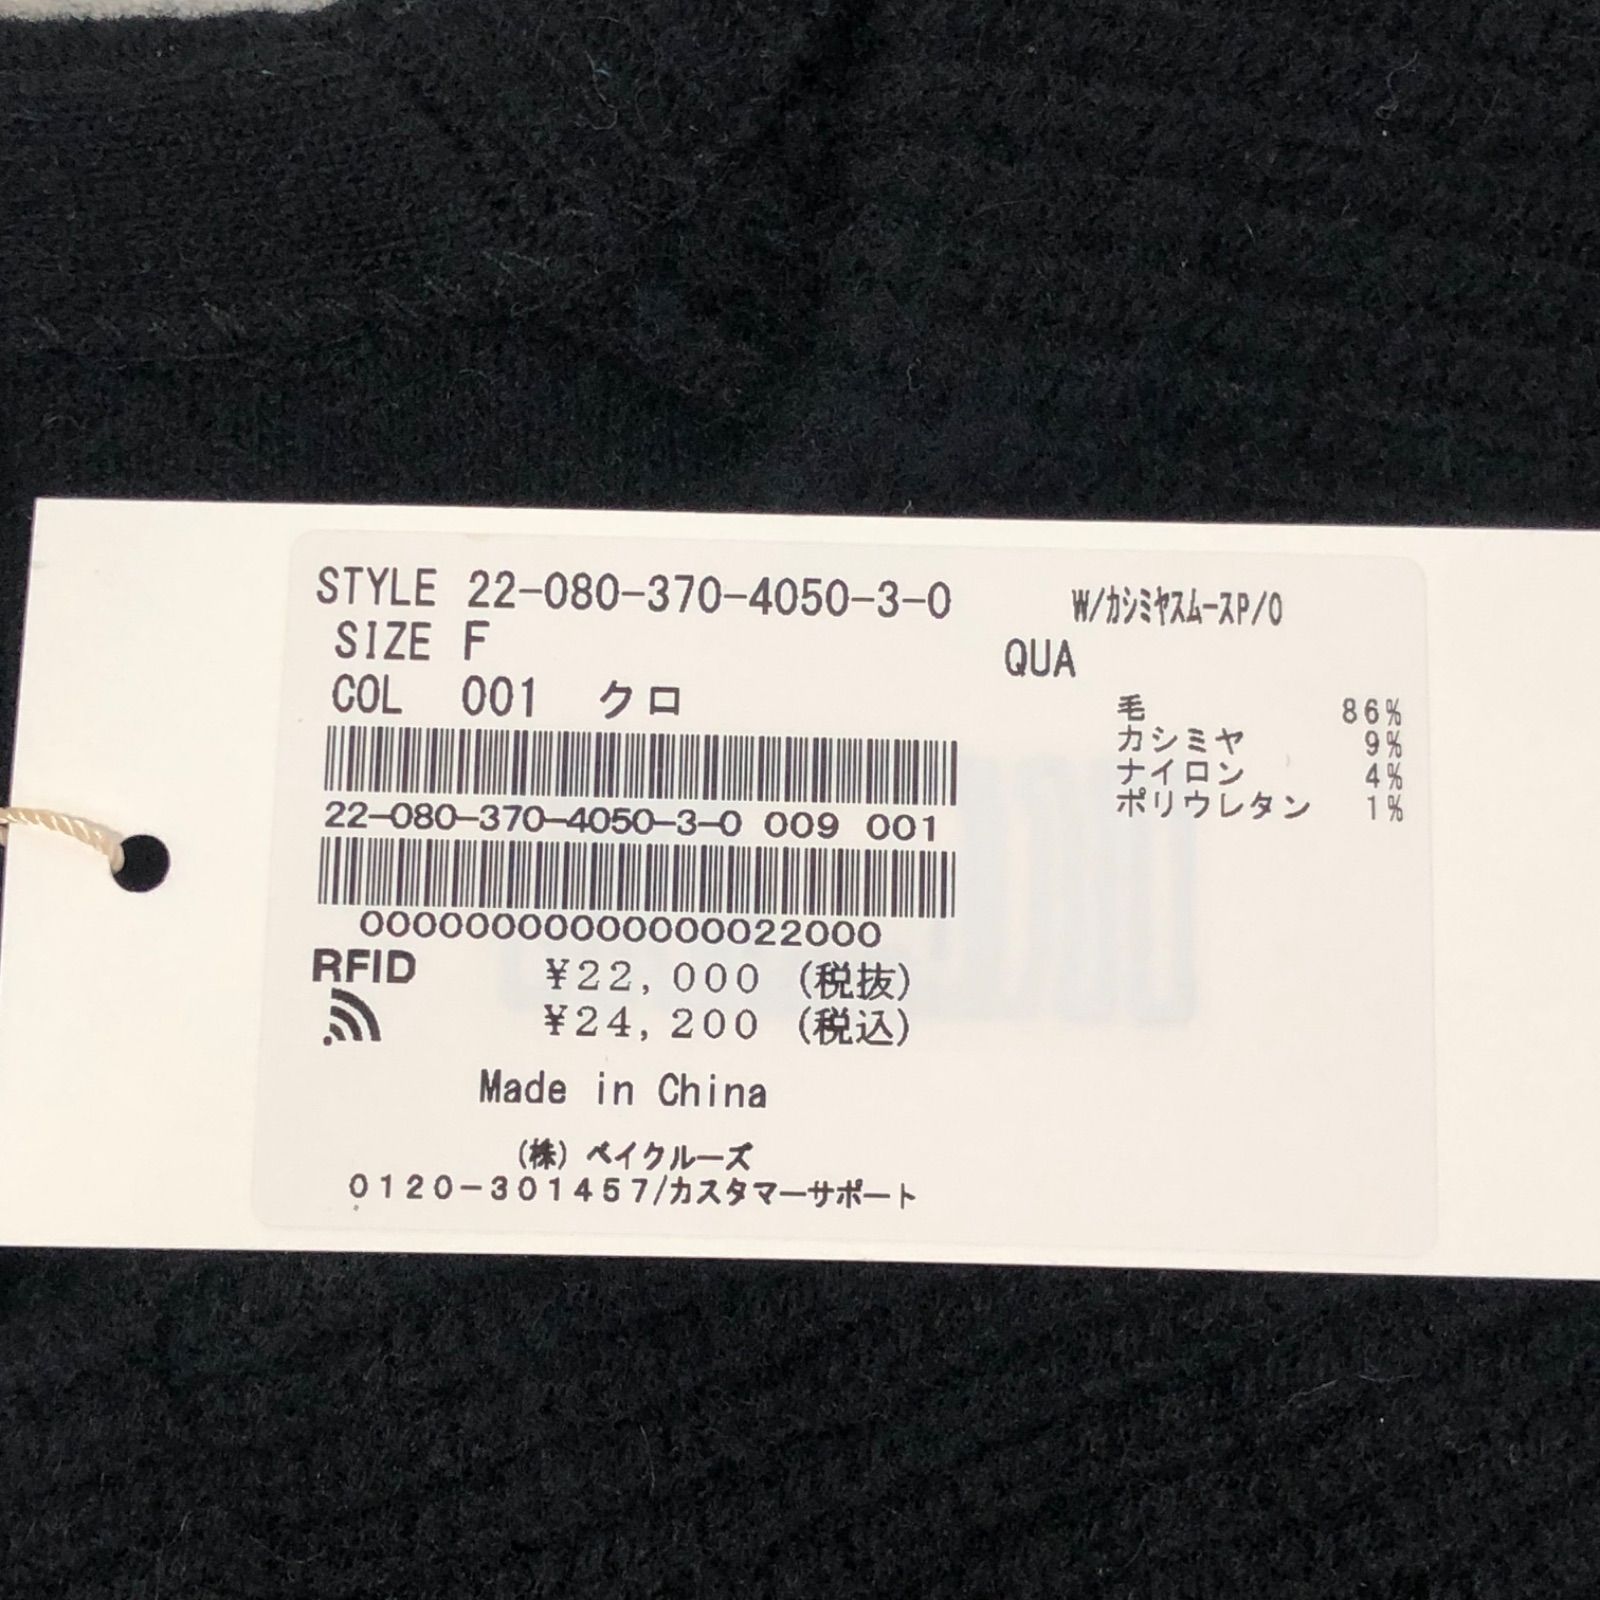 STYLE 22-080-370-4050-3-0
SIZE F
COL 001 クロ
22-080-370-4050-3-0 009 001
00000000000000022000
RFID
¥22,000 (税抜)
¥24,200 (税込)
Made in China
(株) ベイクルーズ
0120-301457/カスタマーサポート
W/カシミヤスムースP/O
QUA
毛 86%
カシミヤ 9%
ナイロン 4%
ポリウレタン 1%